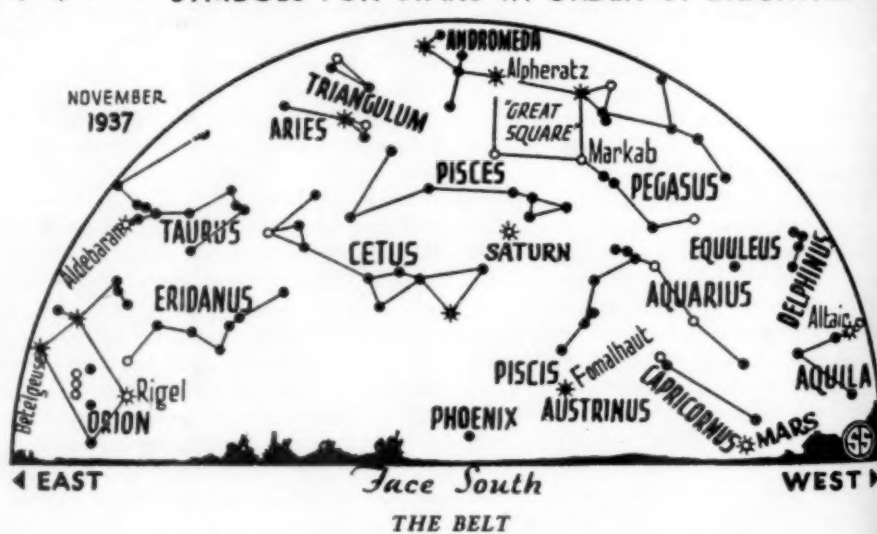 ANDROMEDA
Alpheratz
NOVEMBER
1937
TRIANGULUM
ARIES
"GREAT
SQUARE"
Markab
PISCES
PEGASUS
Aldebaran
TAURUS
CETUS
SATURN
EQUULEUS
DELPHINUS
ERIDANUS
AQUARIUS
Altair
Betelgeuse
Rigel
ORION
PISCIS
AUSTRINUS
Fomalhaut
CAPRICORNUS
AQUILA
PHOENIX
MARS
SS
EAST
Face South
WEST
THE BELT